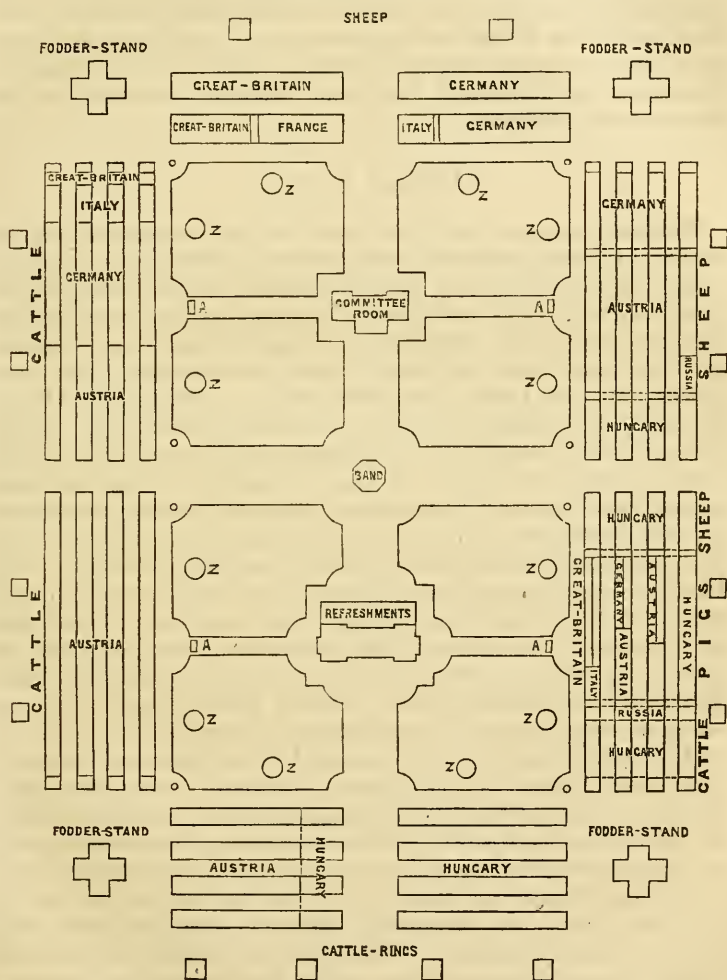 SHEEP
FODDER-STAND
FODDER-STAND
GREAT-BRITAIN
GERMANY
GREAT-BRITAIN
FRANCE
ITALY
GERMANY
GREAT-BRITAIN
ITALY
GERMANY
AUSTRIA
CATTLE
Z
Z
Z
Z
A
COMMITTEE
ROOM
A
Z
Z
GERMANY
AUSTRIA
RUSSIA
HUNGARY
SHEEP
BAND
CATTLE
AUSTRIA
Z
Z
REFRESHMENTS
A
A
Z
Z
Z
Z
HUNGARY
GREAT-BRITAIN
ITALY
GERMANY
AUSTRIA
AUSTRIA
HUNGARY
RUSSIA
HUNGARY
SHEEP
PIGS
CATTLE
FODDER-STAND
FODDER-STAND
AUSTRIA
HUNGARY
HUNGARY
CATTLE-RINGS